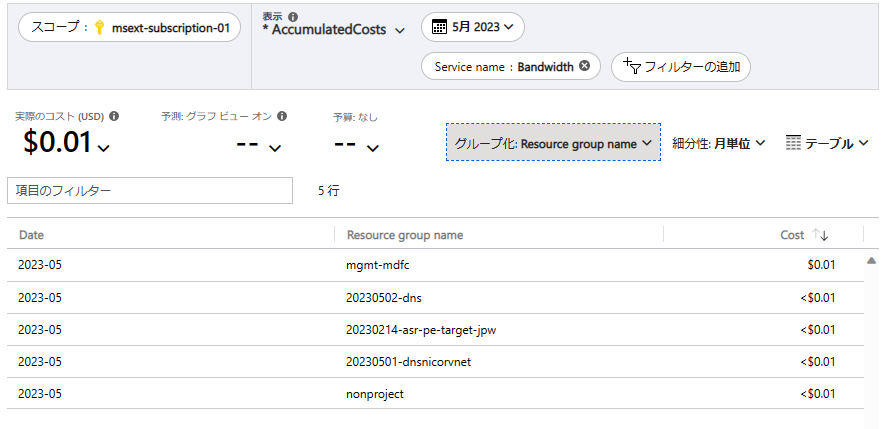 スコープ : msext-subscription-01
表示
* AccumulatedCosts
5月 2023
Service name : Bandwidth
フィルターの追加
実際のコスト (USD)
$0.01
予測: グラフ ビュー オン
--
予算: なし
--
グループ化: Resource group name
細分性: 月単位
テーブル
項目のフィルター
5 行
Date Resource group name Cost
2023-05 mgmt-mdfc $0.01
2023-05 20230502-dns <$0.01
2023-05 20230214-asr-pe-target-jpw <$0.01
2023-05 20230501-dnsnicorvnet <$0.01
2023-05 nonproject <$0.01